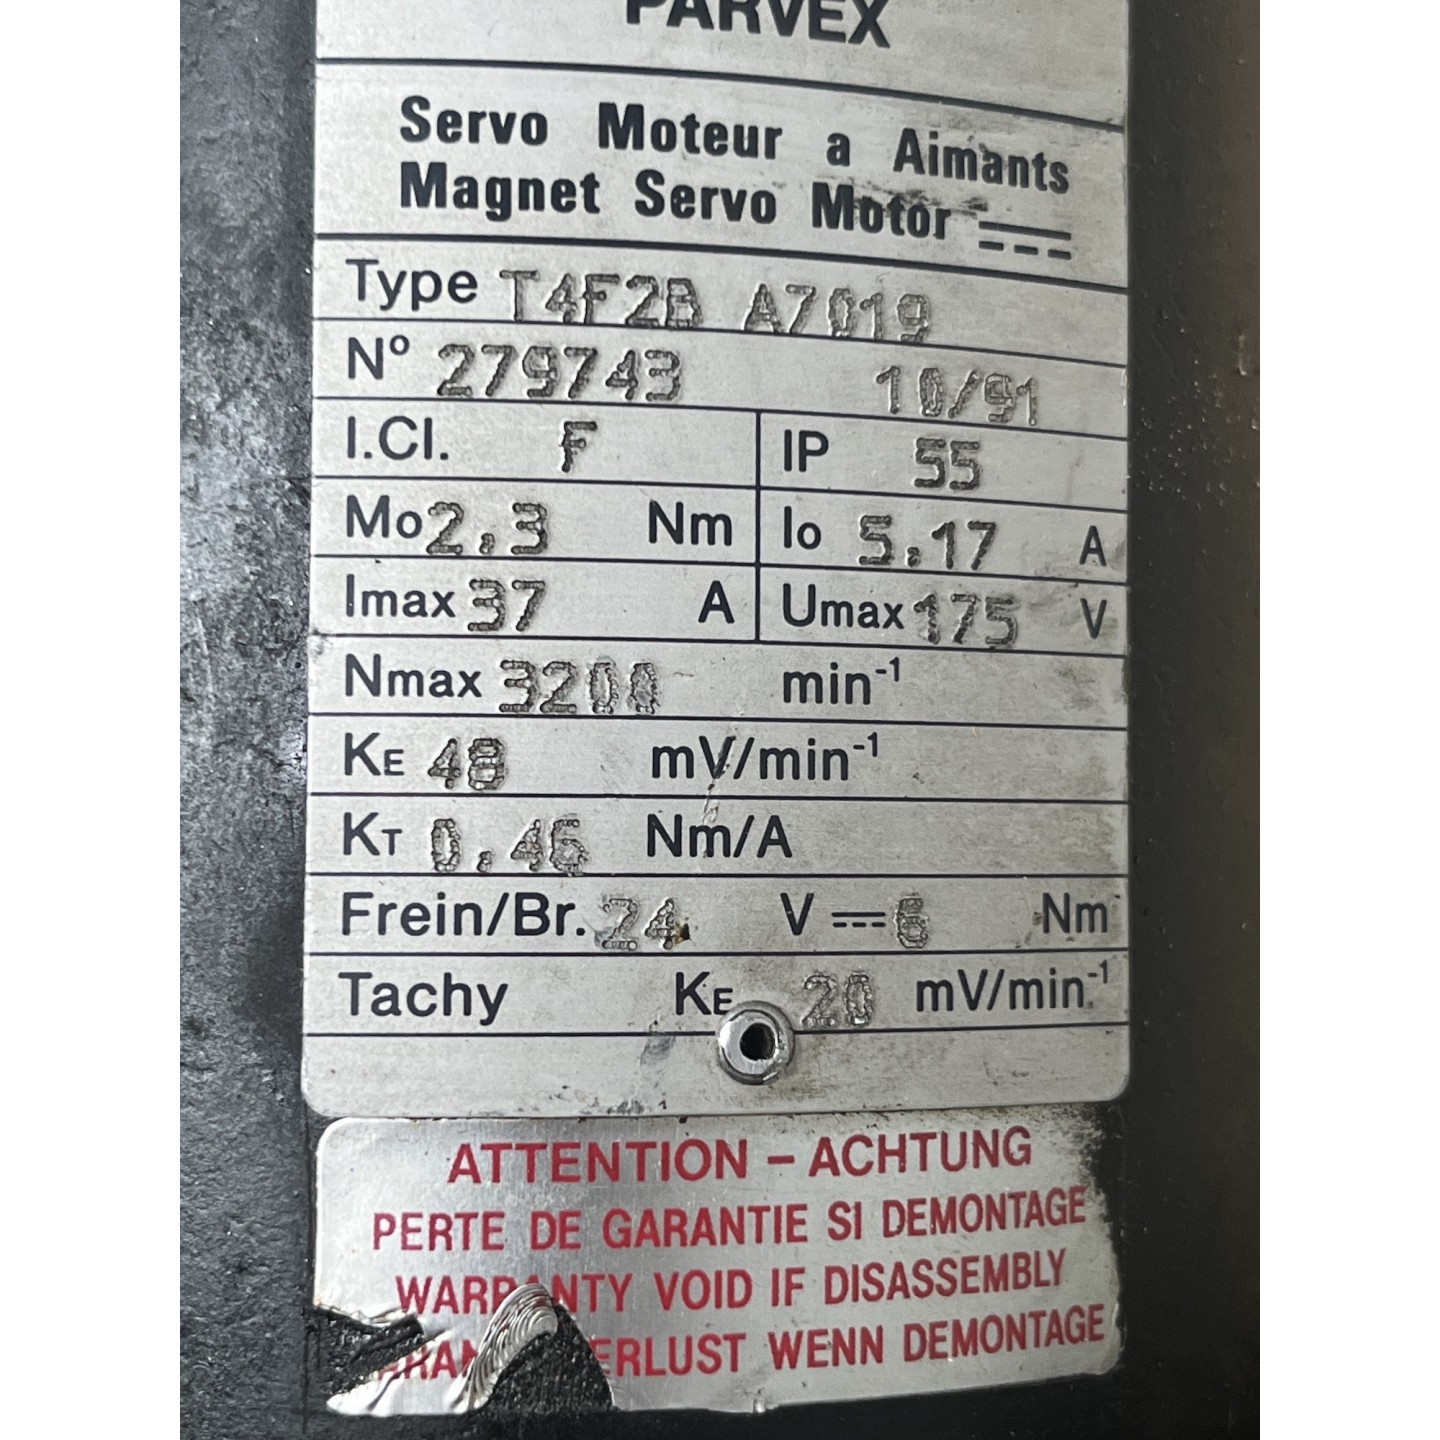 PARVEX
Servo Moteur a Aimants
Magnet Servo Motor
Type T4F2B A7019
N° 279743 10/91
I.Cl. F IP 55
Mo 2.3 Nm Io 5.17 A
Imax 37 A Umax 175 V
Nmax 3200 min⁻¹
KE 48 mV/min⁻¹
KT 0.46 Nm/A
Frein/Br. 24 V 6 Nm
Tachy KE 20 mV/min⁻¹
ATTENTION – ACHTUNG
PERTE DE GARANTIE SI DEMONTAGE
WARRANTY VOID IF DISASSEMBLY
WENN DEMONTAGE